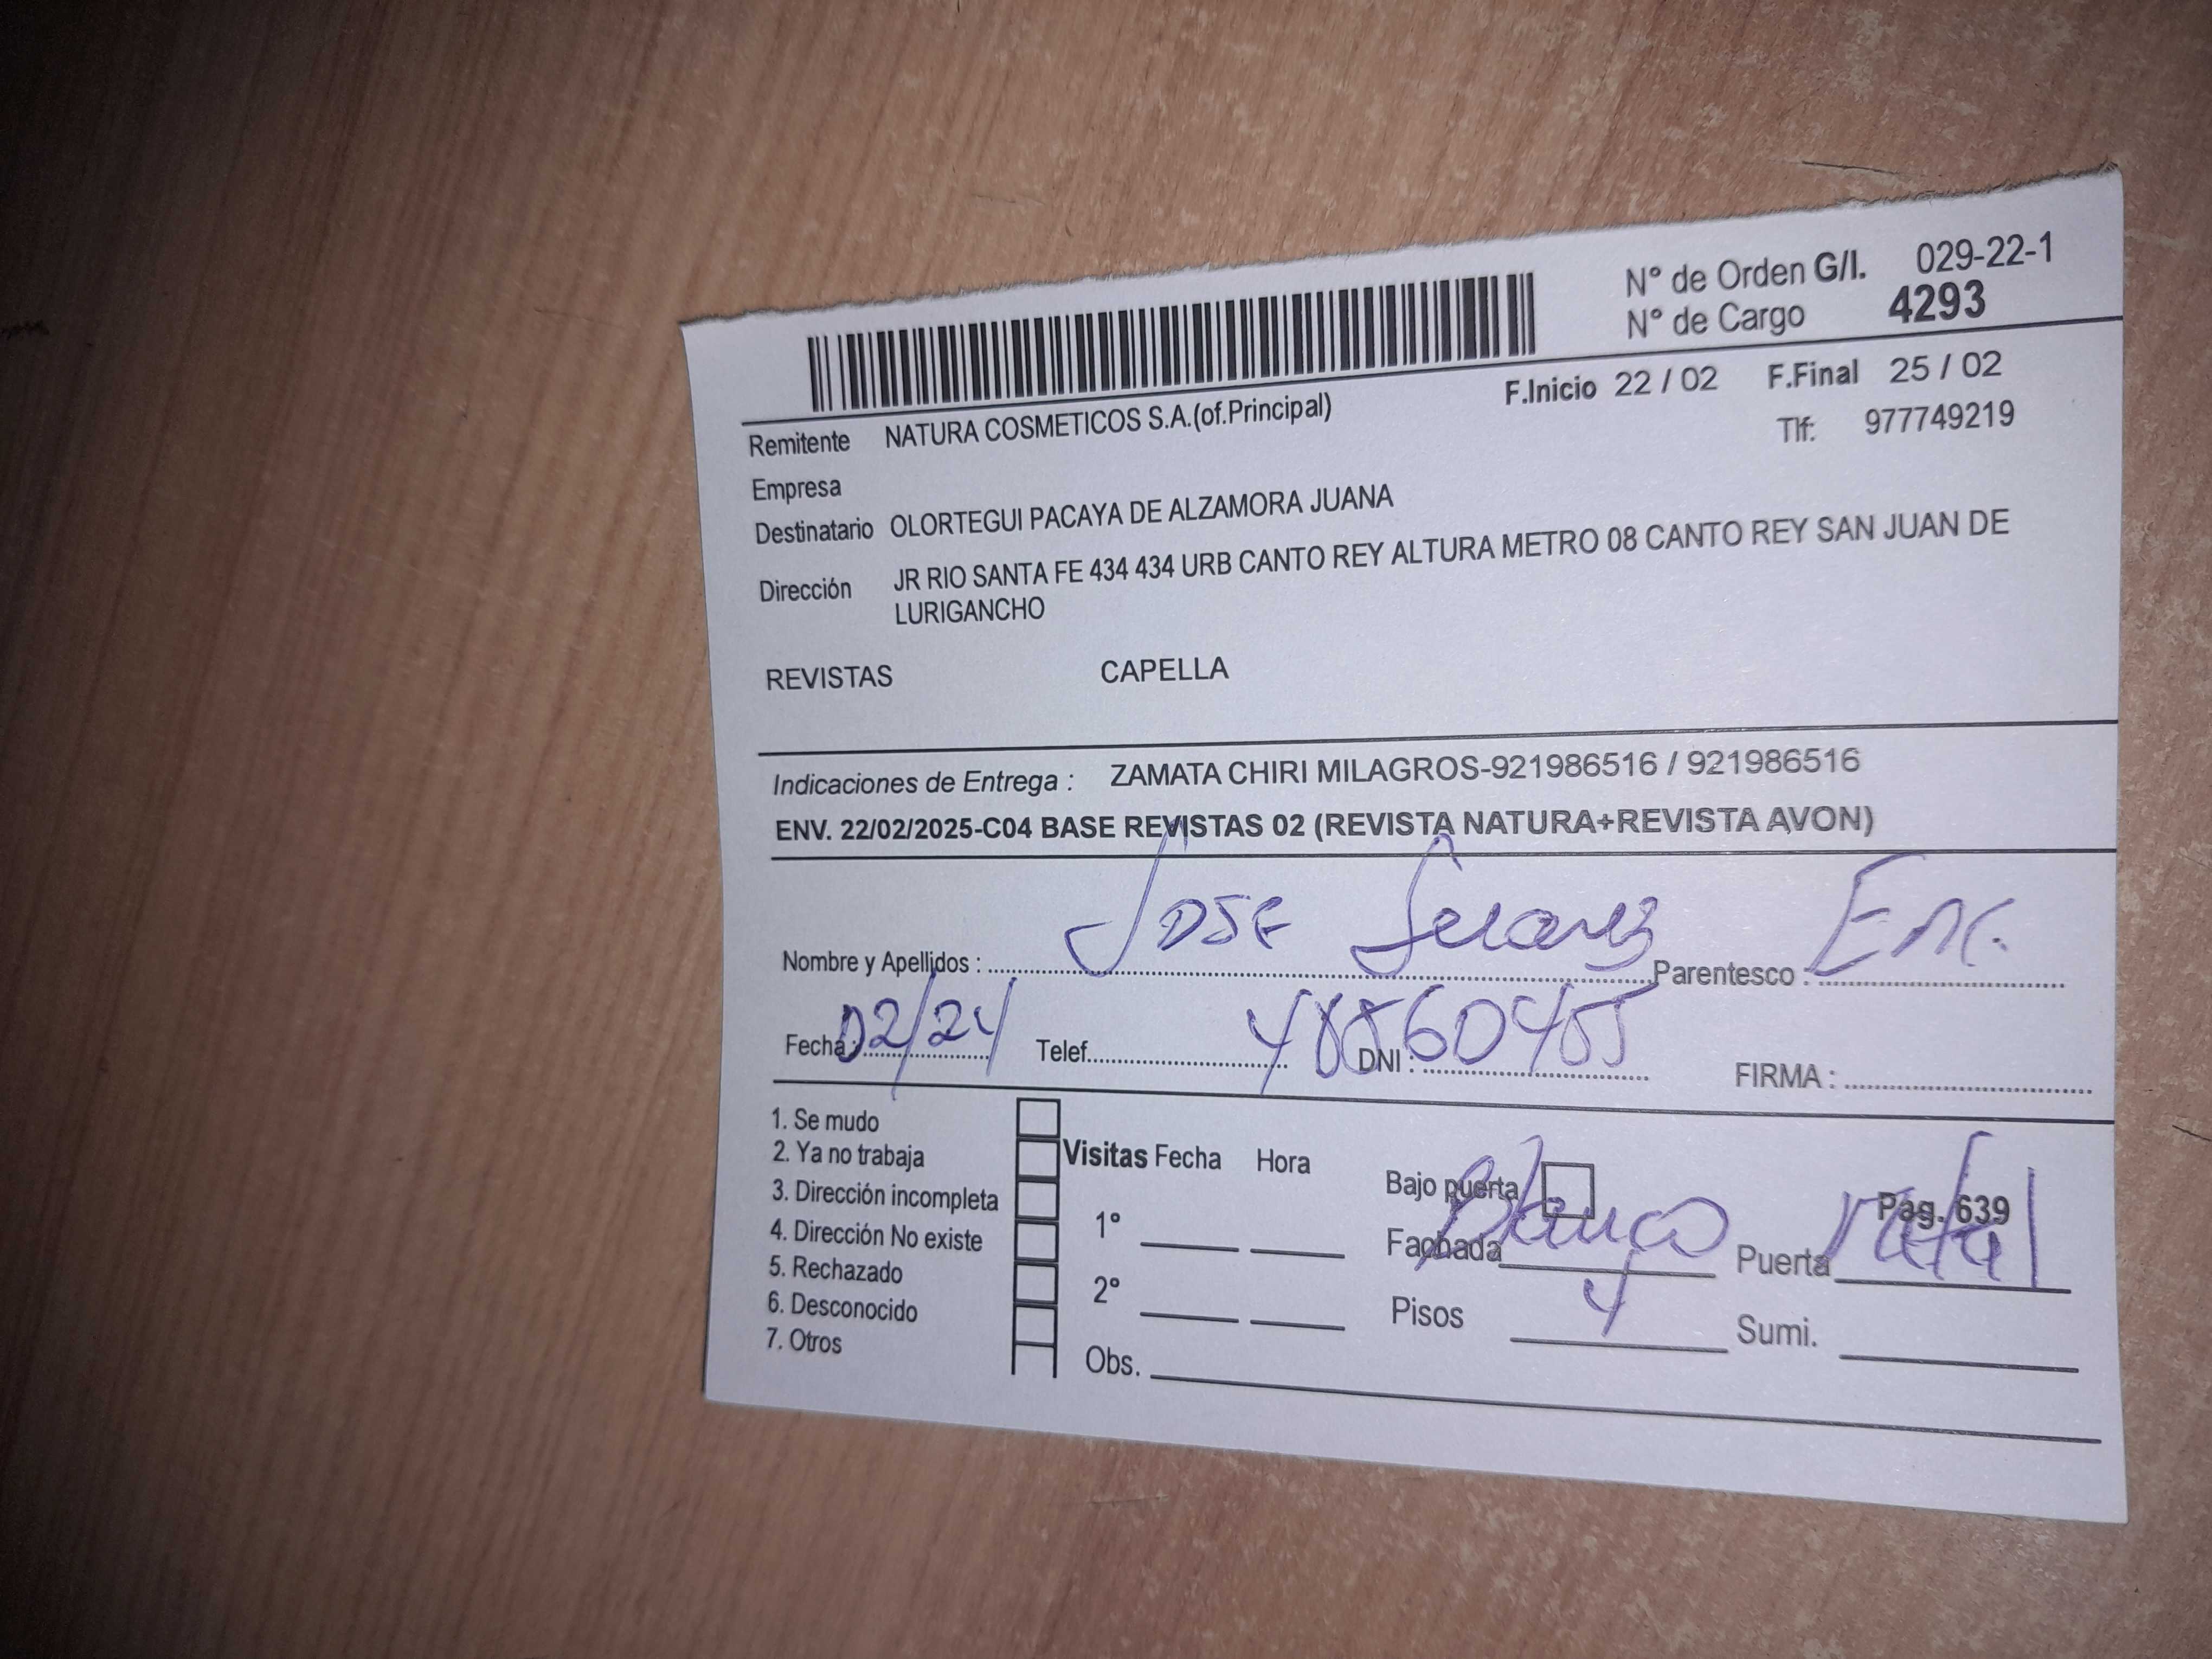 N° de Orden G/I. 029-22-1
N° de Cargo 4293
F.Inicio 22 / 02 F.Final 25 / 02
Remitente NATURA COSMETICOS S.A.(of.Principal) Tlf: 977749219
Empresa
Destinatario OLORTEGUI PACAYA DE ALZAMORA JUANA
Dirección JR RIO SANTA FE 434 434 URB CANTO REY ALTURA METRO 08 CANTO REY SAN JUAN DE
LURIGANCHO
REVISTAS CAPELLA
Indicaciones de Entrega : ZAMATA CHIRI MILAGROS-921986516 / 921986516
ENV. 22/02/2025-C04 BASE REVISTAS 02 (REVISTA NATURA+REVISTA AVON)
Nombre y Apellidos : JOSE Parentesco : Enc.
Fecha : 02/24 Telef. DNI : FIRMA :
1. Se mudo
2. Ya no trabaja
3. Dirección incompleta
4. Dirección No existe
5. Rechazado
6. Desconocido
7. Otros
Visitas Fecha Hora
1°
2°
Obs.
Bajo puerta Pag. 639
Fachada Blanco Puerta
Pisos 4 Sumi.